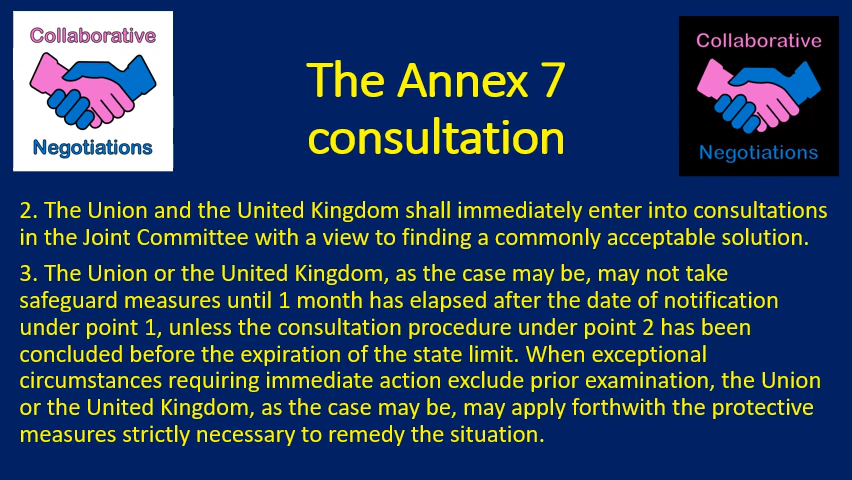 Collaborative
Negotiations
Collaborative
Negotiations
The Annex 7
consultation
2. The Union and the United Kingdom shall immediately enter into consultations
in the Joint Committee with a view to finding a commonly acceptable solution.
3. The Union or the United Kingdom, as the case may be, may not take
safeguard measures until 1 month has elapsed after the date of notification
under point 1, unless the consultation procedure under point 2 has been
concluded before the expiration of the state limit. When exceptional
circumstances requiring immediate action exclude prior examination, the Union
or the United Kingdom, as the case may be, may apply forthwith the protective
measures strictly necessary to remedy the situation.